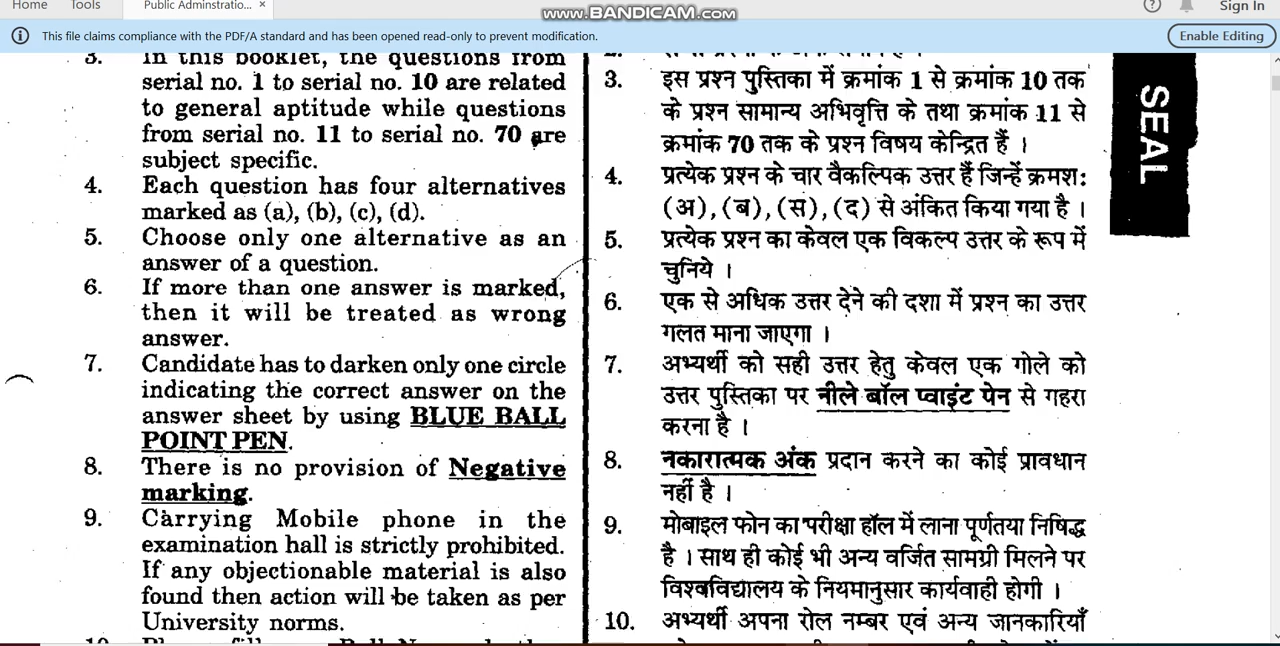 Home Tools Public Adminstratio... × Sign In
www.BANDICAM.com
This file claims compliance with the PDF/A standard and has been opened read-only to prevent modification. Enable Editing
3. In this booklet, the questions from
serial no. 1 to serial no. 10 are related
to general aptitude while questions
from serial no. 11 to serial no. 70 are
subject specific.
4. Each question has four alternatives
marked as (a), (b), (c), (d).
5. Choose only one alternative as an
answer of a question.
6. If more than one answer is marked,
then it will be treated as wrong
answer.
7. Candidate has to darken only one circle
indicating the correct answer on the
answer sheet by using BLUE BALL
POINT PEN.
8. There is no provision of Negative
marking.
9. Carrying Mobile phone in the
examination hall is strictly prohibited.
If any objectionable material is also
found then action will be taken as per
University norms.
3. इस प्रश्न पुस्तिका में क्रमांक 1 से क्रमांक 10 तक
के प्रश्न सामान्य अभिवृत्ति के तथा क्रमांक 11 से
क्रमांक 70 तक के प्रश्न विषय केन्द्रित हैं ।
4. प्रत्येक प्रश्न के चार वैकल्पिक उत्तर हैं जिन्हें क्रमश:
(अ), (ब), (स), (द) से अंकित किया गया है ।
5. प्रत्येक प्रश्न का केवल एक विकल्प उत्तर के रूप में
चुनिये ।
6. एक से अधिक उत्तर देने की दशा में प्रश्न का उत्तर
गलत माना जाएगा ।
7. अभ्यर्थी को सही उत्तर हेतु केवल एक गोले को
उत्तर पुस्तिका पर नीले बॉल प्वाइंट पेन से गहरा
करना है ।
8. नकारात्मक अंक प्रदान करने का कोई प्रावधान
नहीं है ।
9. मोबाइल फोन का परीक्षा हॉल में लाना पूर्णतया निषिद्ध
है । साथ ही कोई भी अन्य वर्जित सामग्री मिलने पर
विश्वविद्यालय के नियमानुसार कार्यवाही होगी ।
10. अभ्यर्थी अपना रोल नम्बर एवं अन्य जानकारियाँ
SEAL